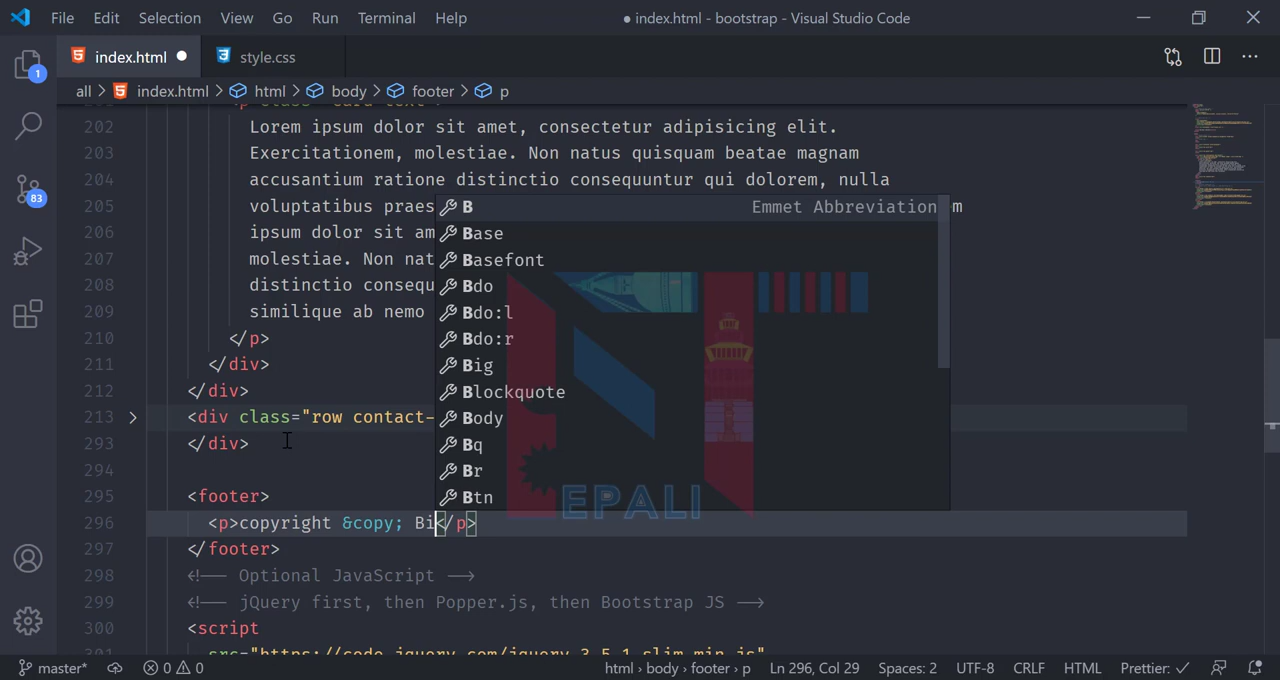 File Edit Selection View Go Run Terminal Help ● index.html - bootstrap - Visual Studio Code
index.html ● style.css
1
all > index.html > html > body > footer > p
202 Lorem ipsum dolor sit amet, consectetur adipisicing elit.
203 Exercitationem, molestiae. Non natus quisquam beatae magnam
204 accusantium ratione distinctio consequuntur qui dolorem, nulla
83
205 voluptatibus praes m
B Emmet Abbreviation
206 ipsum dolor sit am
Base
207 molestiae. Non nat
Basefont
208 distinctio consequ
Bdo
209 similique ab nemo
Bdo:l
210 </p>
Bdo:r
211 </div>
Big
212 </div>
Blockquote
213 > <div class="row contact-
Body
293 </div>
Bq
294
Br
295 <footer>
Btn
EPALI
296 <p>copyright &copy; Bi</p>
297 </footer>
298 <!-- Optional JavaScript -->
299 <!-- jQuery first, then Popper.js, then Bootstrap JS -->
300 <script
src="https://code.jquery.com/jquery-3.5.1.slim.min.js"
master* 0 0 html › body › footer › p Ln 296, Col 29 Spaces: 2 UTF-8 CRLF HTML Prettier: ✓